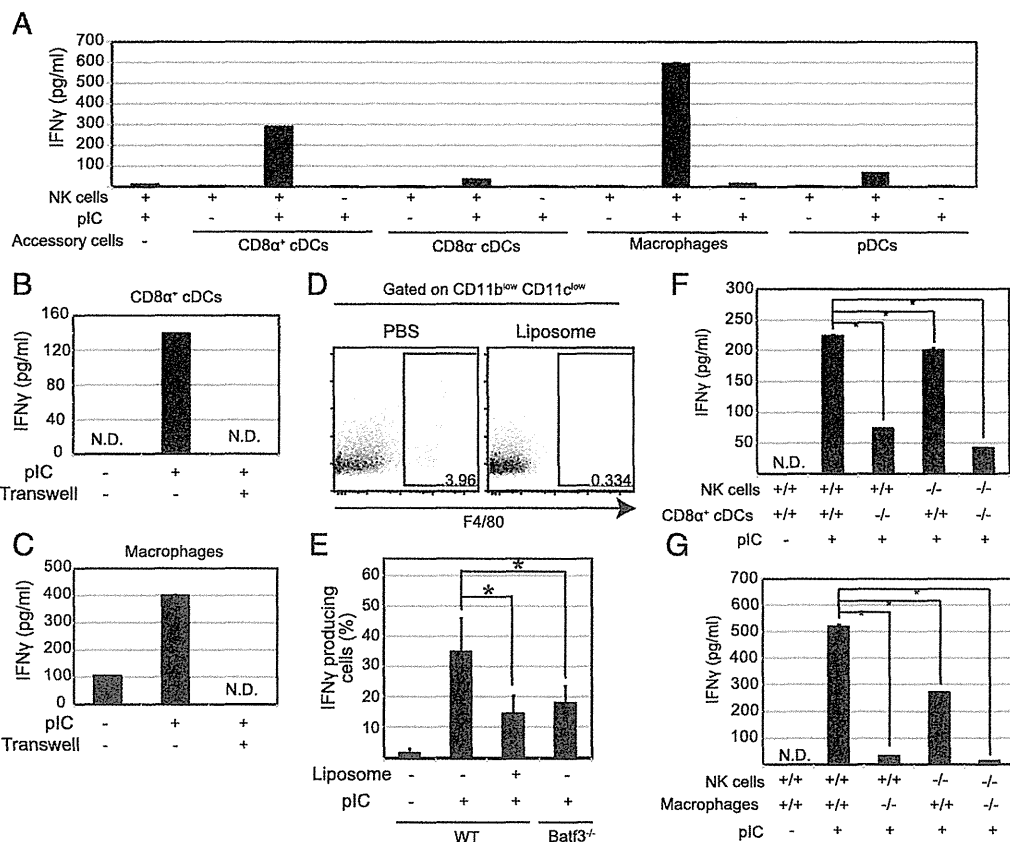 A
IFNγ (pg/ml)
700
600
500
400
300
200
100
NK cells + + + - + + - + + - + + -
pIC + - + + - + + - + + - + +
Accessory cells - CD8α+ cDCs CD8α- cDCs Macrophages pDCs
B
CD8α+ cDCs
IFNγ (pg/ml)
160
120
80
40
0
N.D. N.D.
pIC - + +
Transwell +
C
Macrophages
IFNγ (pg/ml)
500
400
300
200
100
0
N.D.
pIC - + +
Transwell - - +
D
Gated on CD11blow CD11clow
PBS Liposome
3.96 0.334
F4/80
E
IFNγ producing
cells (%)
60
50
40
30
20
10
* *
Liposome - - + -
pIC - + + +
WT Batf3-/-
F
IFNγ (pg/ml)
300
250
200
150
100
50
* * *
N.D.
NK cells +/+ +/+ +/+ -/- -/-
CD8α+ cDCs +/+ +/+ -/- +/+ -/-
pIC - + + + +
G
IFNγ (pg/ml)
700
600
500
400
300
200
100
* * *
N.D.
NK cells +/+ +/+ +/+ -/- -/-
Macrophages +/+ +/+ -/- +/+ -/-
pIC - + + + +